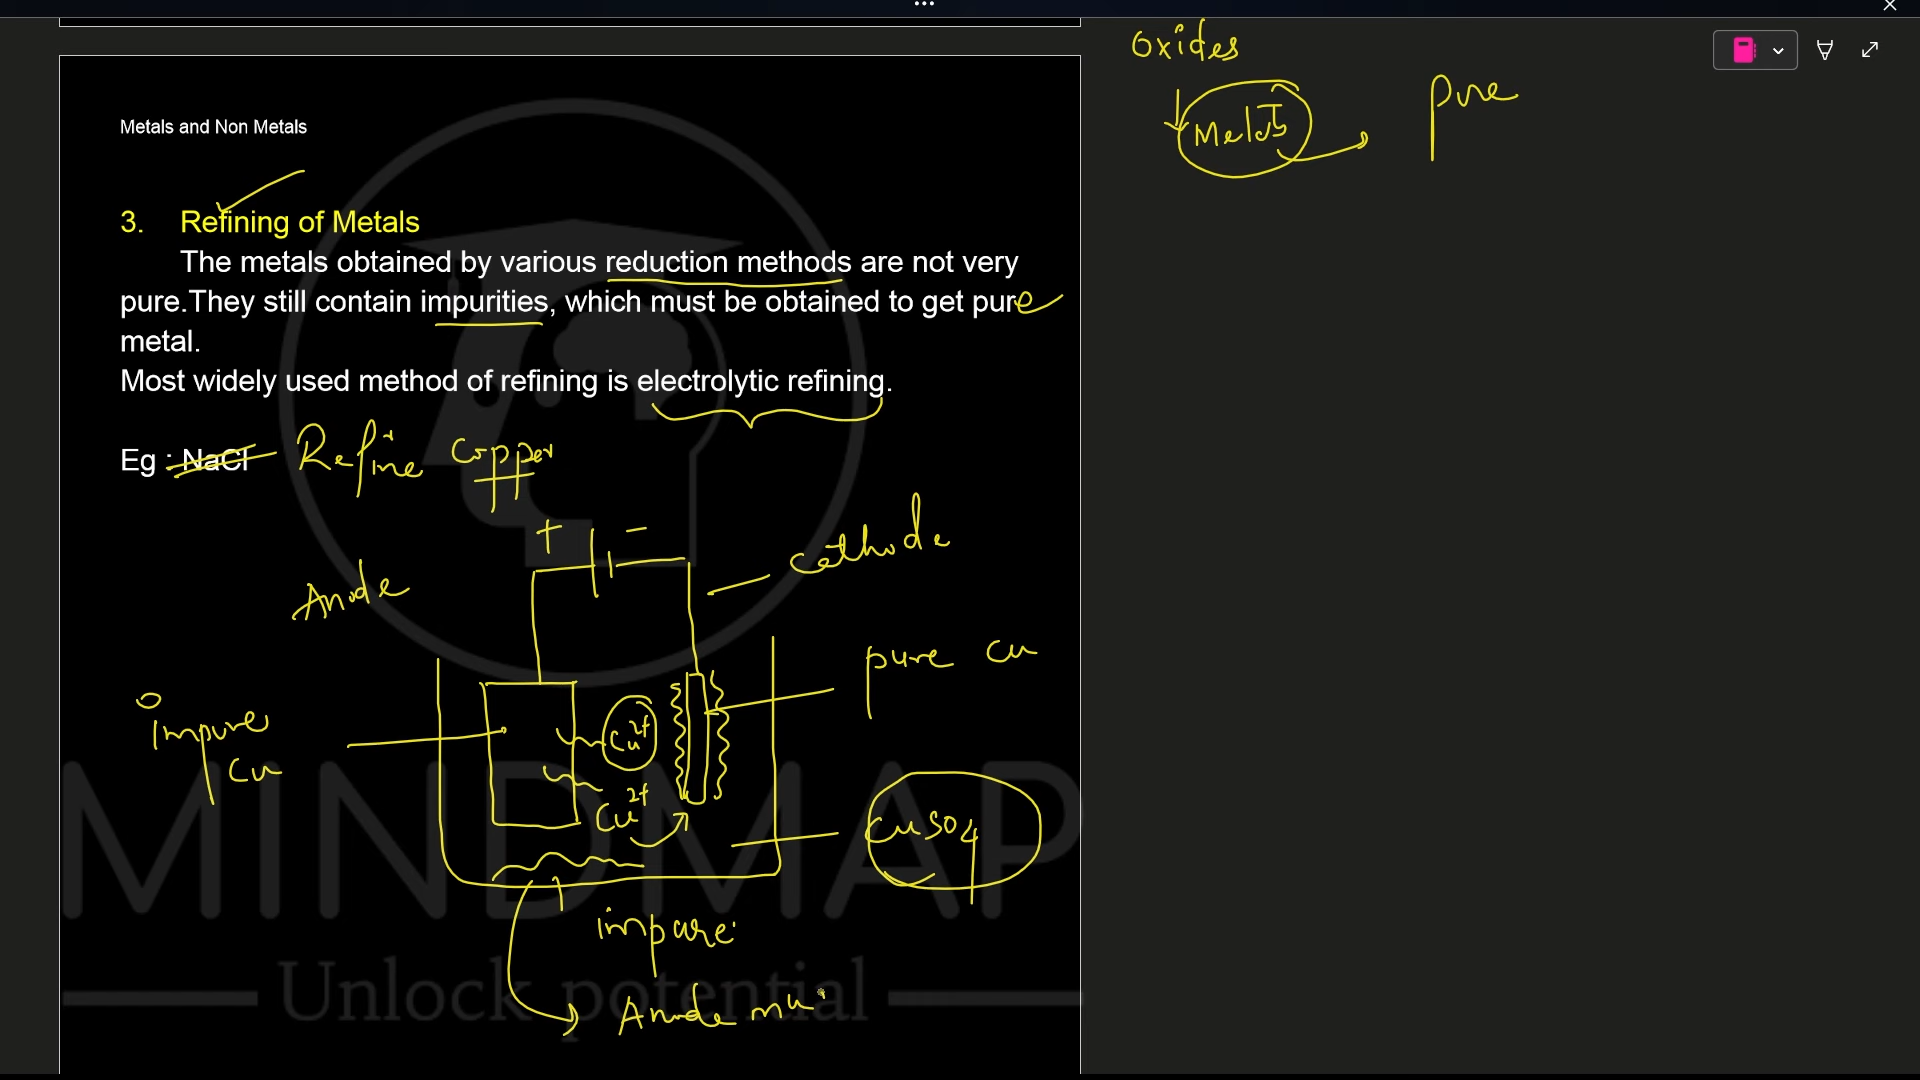 Oxides
Metals
Pure
Metals and Non Metals
3. Refining of Metals
The metals obtained by various reduction methods are not very
pure.They still contain impurities, which must be obtained to get pure
metal.
Most widely used method of refining is electrolytic refining.
Eg : NaCl Refine Copper
+ −
Cathode
Anode
pure Cu
impure
Cu
Cu2+
Cu2+
CuSO4
impure
Anode mu
MINDMAP
Unlock potential